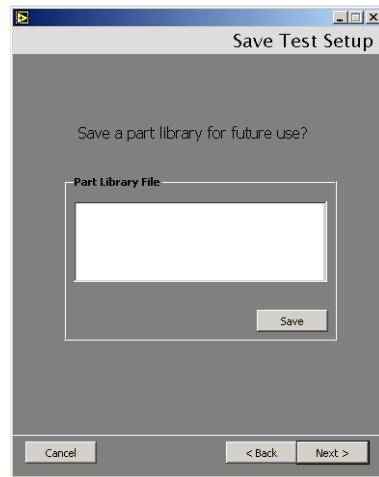 Save Test Setup
Save a part library for future use?
Part Library File
Save
Cancel
< Back
Next >